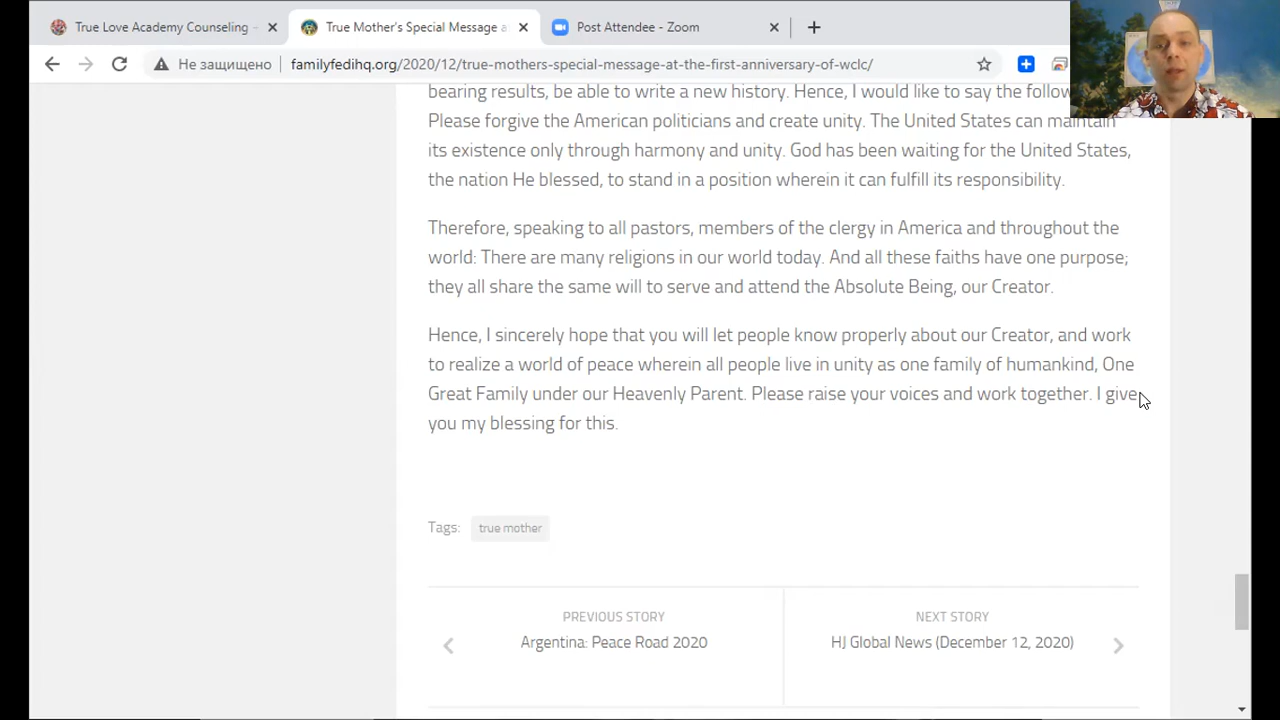 True Love Academy Counseling
True Mother's Special Message a
Post Attendee - Zoom
Не защищено
familyfedihq.org/2020/12/true-mothers-special-message-at-the-first-anniversary-of-wclc/
bearing results, be able to write a new history. Hence, I would like to say the follow
Please forgive the American politicians and create unity. The United States can maintain
its existence only through harmony and unity. God has been waiting for the United States,
the nation He blessed, to stand in a position wherein it can fulfill its responsibility.
Therefore, speaking to all pastors, members of the clergy in America and throughout the
world: There are many religions in our world today. And all these faiths have one purpose;
they all share the same will to serve and attend the Absolute Being, our Creator.
Hence, I sincerely hope that you will let people know properly about our Creator, and work
to realize a world of peace wherein all people live in unity as one family of humankind, One
Great Family under our Heavenly Parent. Please raise your voices and work together. I give
you my blessing for this.
Tags: true mother
PREVIOUS STORY
Argentina: Peace Road 2020
NEXT STORY
HJ Global News (December 12, 2020)